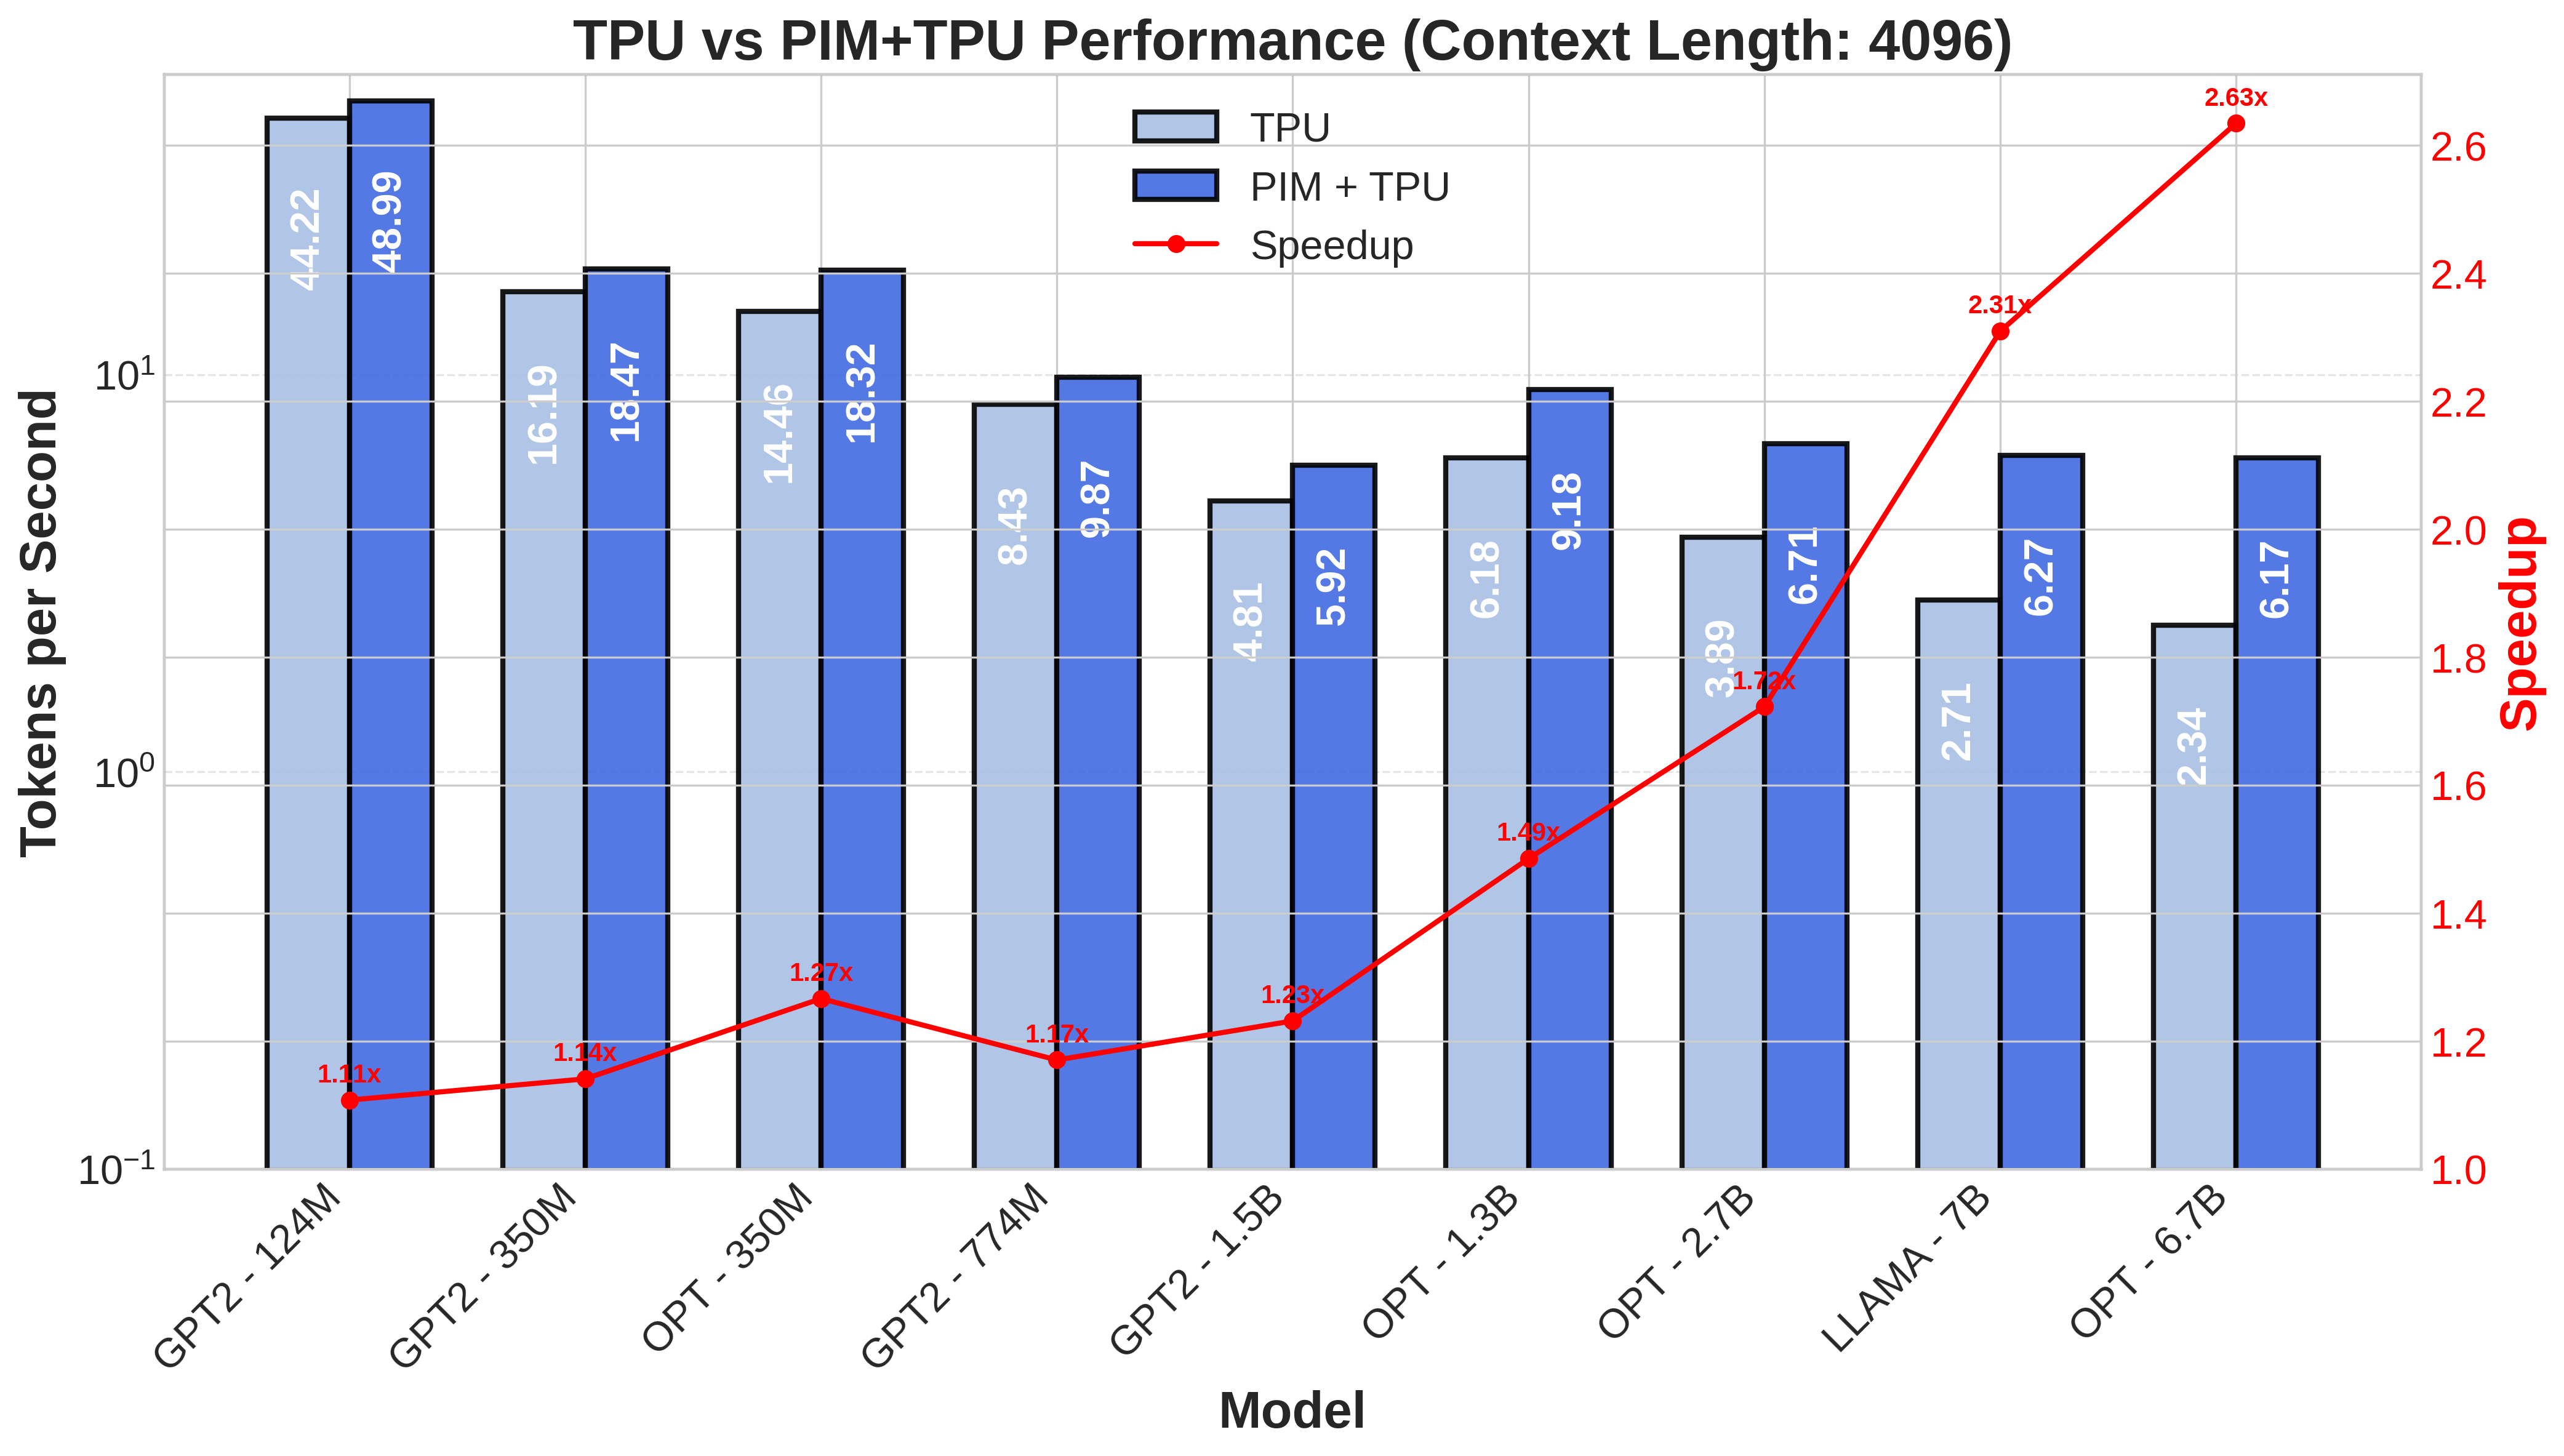 TPU vs PIM+TPU Performance (Context Length: 4096)
TPU
PIM + TPU
Speedup
Tokens per Second
10¹
10⁰
10⁻¹
44.22
48.99
16.19
18.47
14.46
18.32
8.43
9.87
4.81
5.92
6.18
9.18
3.89
6.71
2.71
6.27
2.34
6.17
1.11x
1.14x
1.27x
1.17x
1.23x
1.49x
1.72x
2.31x
2.63x
2.6
2.4
2.2
2.0
1.8
1.6
1.4
1.2
1.0
Speedup
GPT2 - 124M
GPT2 - 350M
OPT - 350M
GPT2 - 774M
GPT2 - 1.5B
OPT - 1.3B
OPT - 2.7B
LLAMA - 7B
OPT - 6.7B
Model